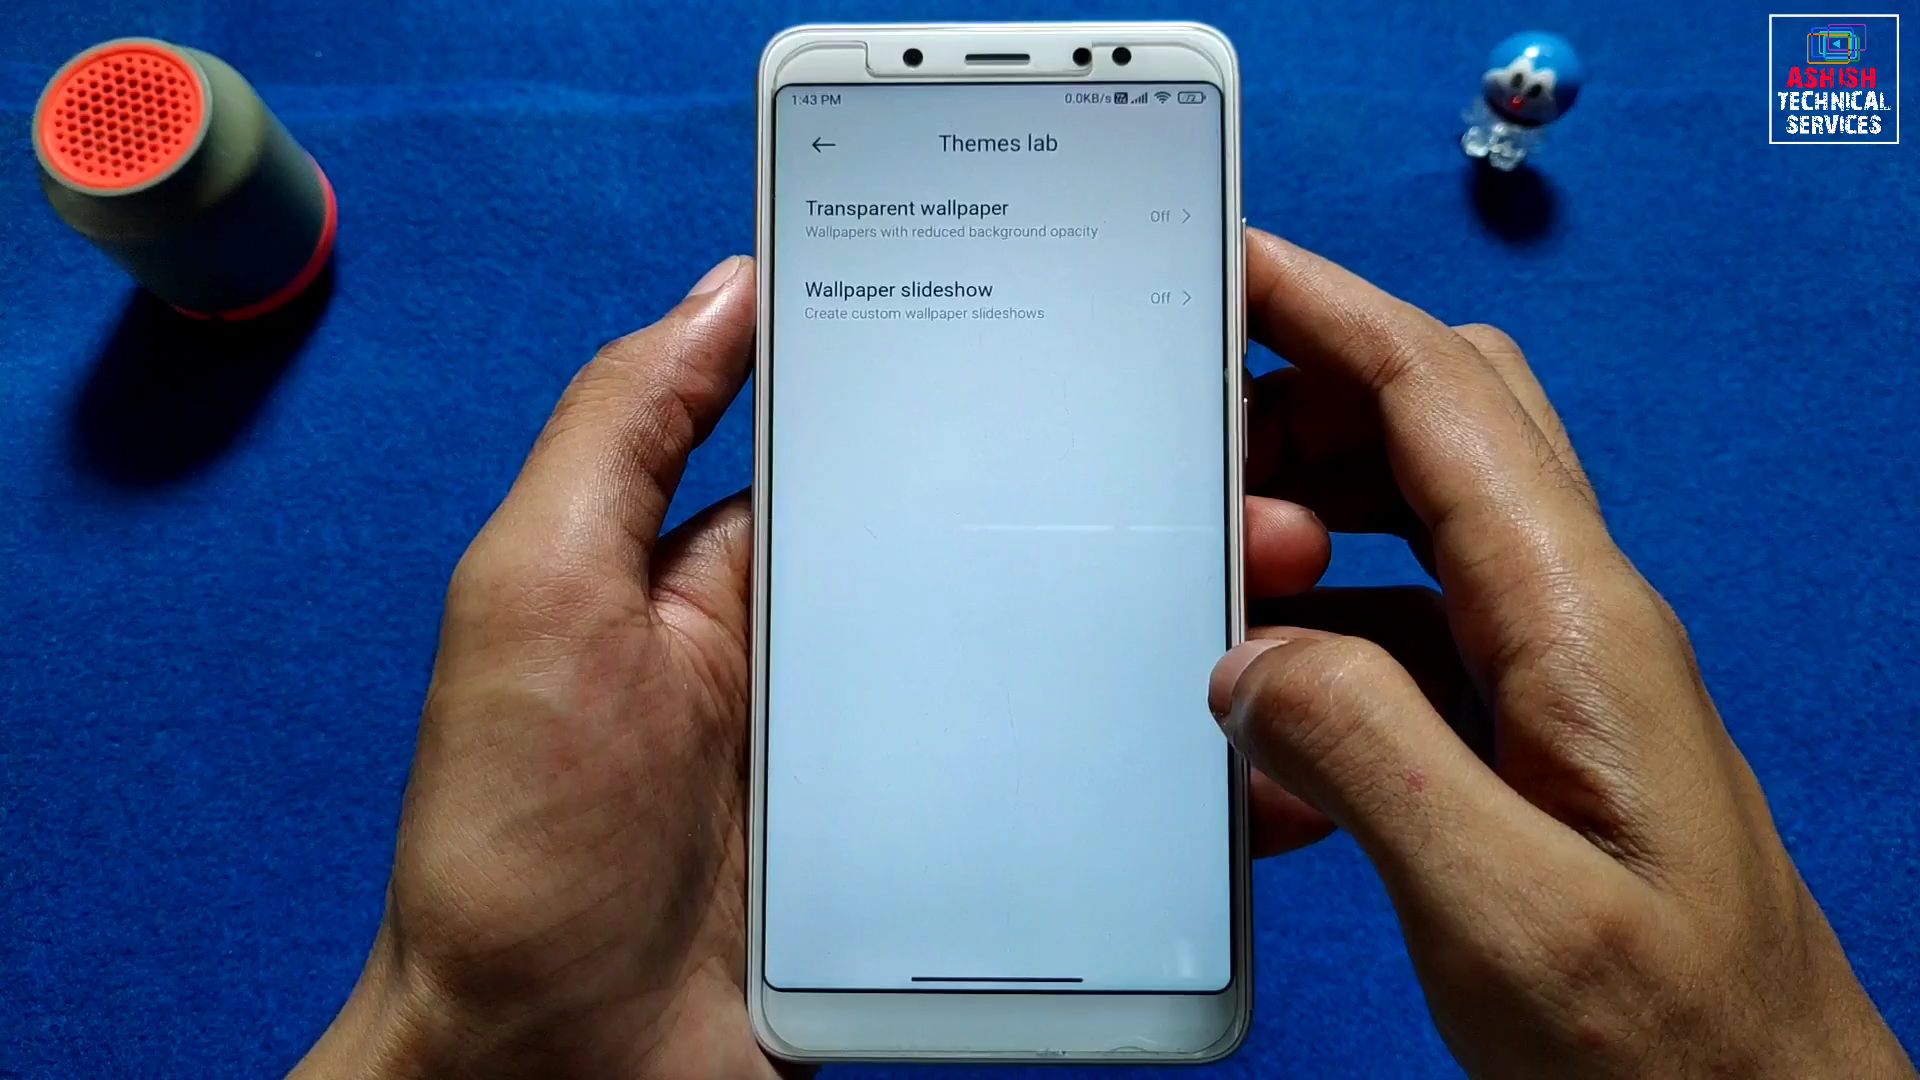 1:43 PM
0.0KB/s
72
Themes lab
Transparent wallpaper
Wallpapers with reduced background opacity
Off
Wallpaper slideshow
Create custom wallpaper slideshows
Off
ASHISH
TECHNICAL
SERVICES